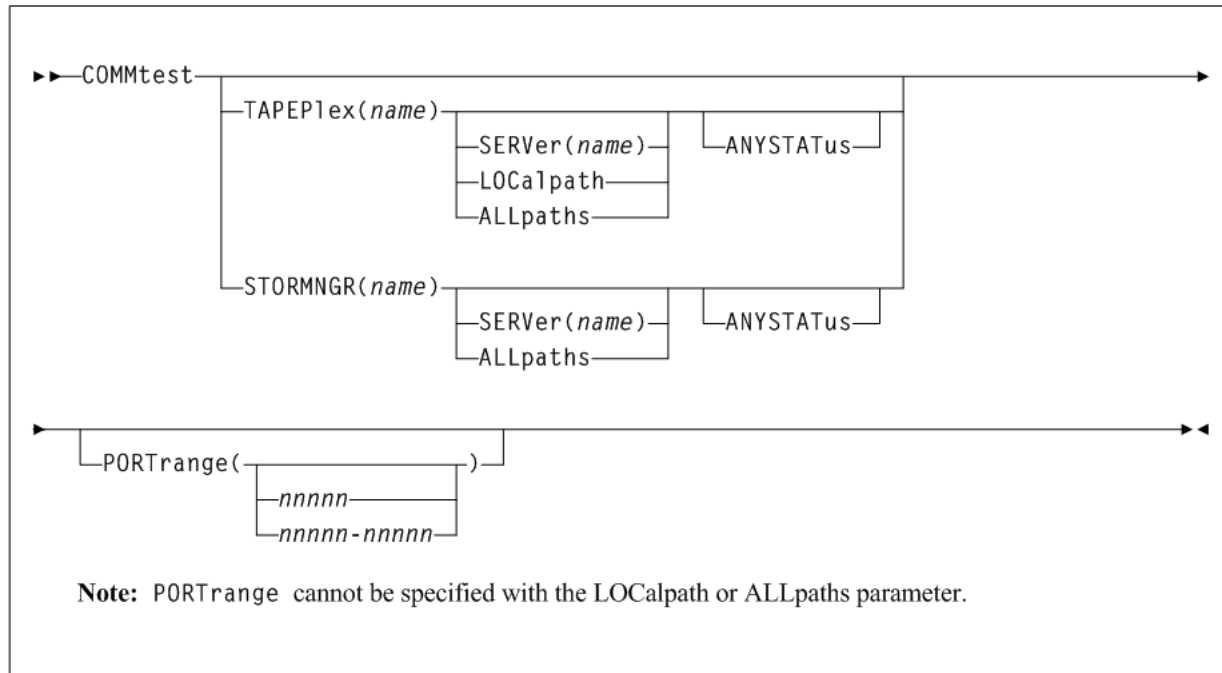 COMMtest
TAPEPlex(name)
SERVer(name)
LOCalpath
ALLpaths
ANYSTATus
STORMNGR(name)
SERVer(name)
ALLpaths
ANYSTATus
PORTrange(
nnnnn
nnnnn-nnnnn
)
Note: PORTrange cannot be specified with the LOCalpath or ALLpaths parameter.